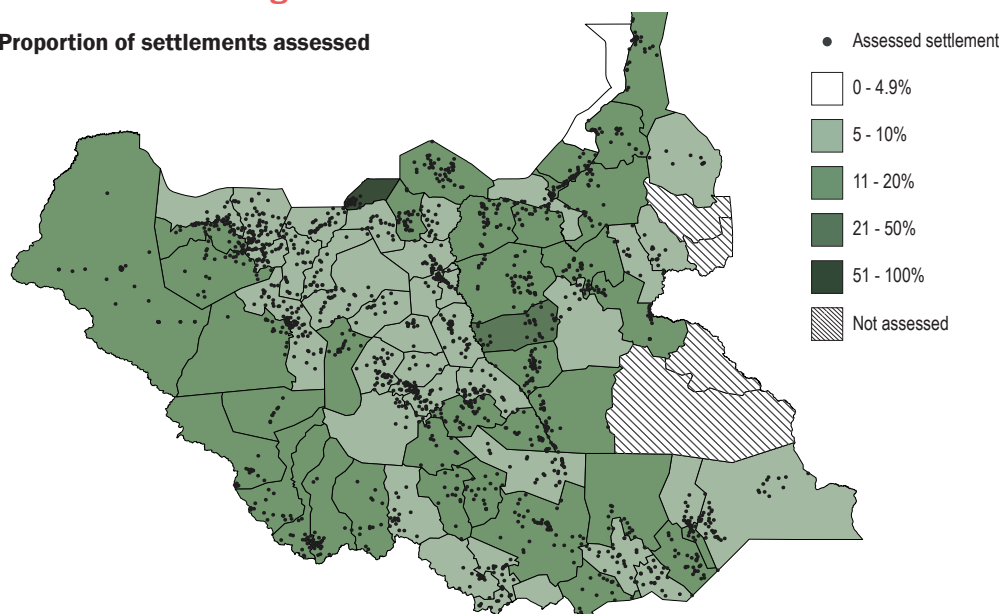 Proportion of settlements assessed
Assessed settlement
0 - 4.9%
5 - 10%
11 - 20%
21 - 50%
51 - 100%
Not assessed